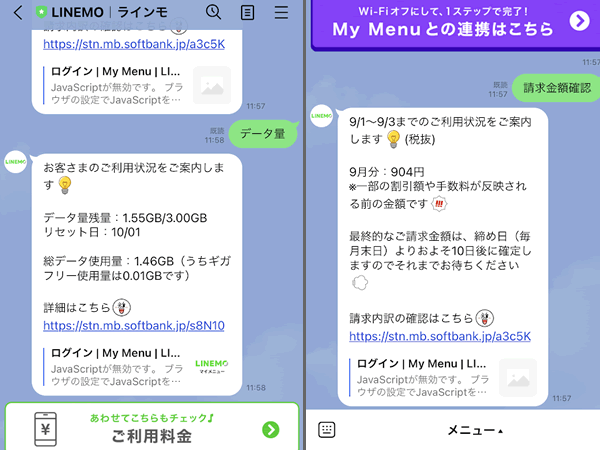 LINEMO｜ラインモ
https://stn.mb.softbank.jp/a3c5K
ログイン | My Menu | LI...
JavaScriptが無効です。 ブラ
ウザの設定でJavaScriptを…
11:57
既読
11:58
データ量
LINEMO
お客さまのご利用状況をご案内しま
す
データ量残量：1.55GB/3.00GB
リセット日：10/01
総データ使用量：1.46GB（うちギガ
フリー使用量は0.01GBです）
詳細はこちら
https://stn.mb.softbank.jp/s8N10
ログイン | My Menu | LI...
JavaScriptが無効です。 ブラ
ウザの設定でJavaScriptを…
LINEMO
マイメニュー
11:58
あわせてこちらもチェック♪
ご利用料金
Wi-Fiオフにして、1ステップで完了！
My Menuとの連携はこちら
11:57
既読
11:57
請求金額確認
LINEMO
9/1〜9/3までのご利用状況をご案内
します (税抜)
9月分：904円
※一部の割引額や手数料が反映され
る前の金額です
最終的なご請求金額は、締め日（毎
月末日）よりおよそ10日後に確定し
ますのでそれまでお待ちください
請求内訳の確認はこちら
https://stn.mb.softbank.jp/a3c5K
ログイン | My Menu | LI...
JavaScriptが無効です。 ブラ
ウザの設定でJavaScriptを…
11:57
メニュー